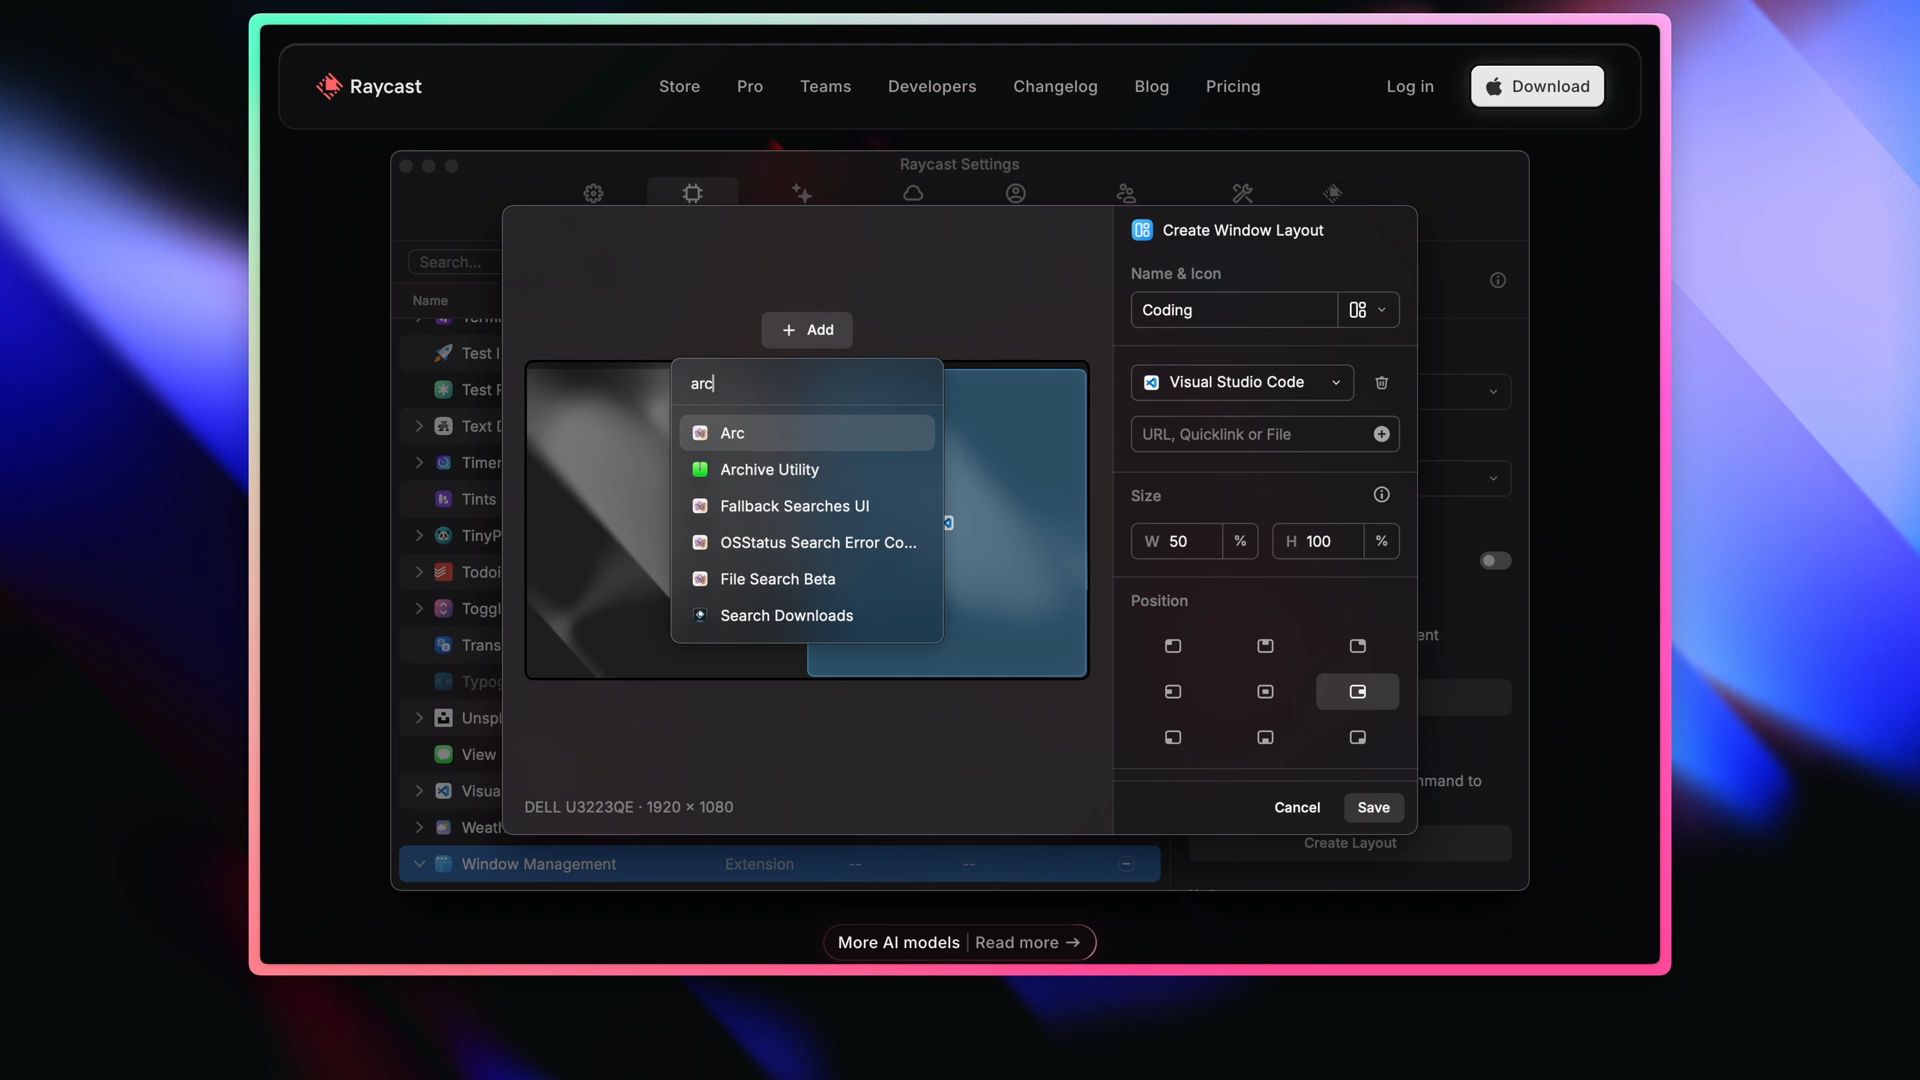 Raycast
Store
Pro
Teams
Developers
Changelog
Blog
Pricing
Log in
Download
Raycast Settings
Search...
Name
Test
Test
Text
Timer
Tints
TinyP
Todoi
Toggl
Trans
Typog
Unspl
View
Visua
Weath
Window Management
Extension
--
--
+ Add
arc
Arc
Archive Utility
Fallback Searches UI
OSStatus Search Error Co...
File Search Beta
Search Downloads
DELL U3223QE · 1920 × 1080
Create Window Layout
Name & Icon
Coding
Visual Studio Code
URL, Quicklink or File
Size
W 50 %
H 100 %
Position
Cancel
Save
ent
mmand to
Create Layout
More AI models
Read more →